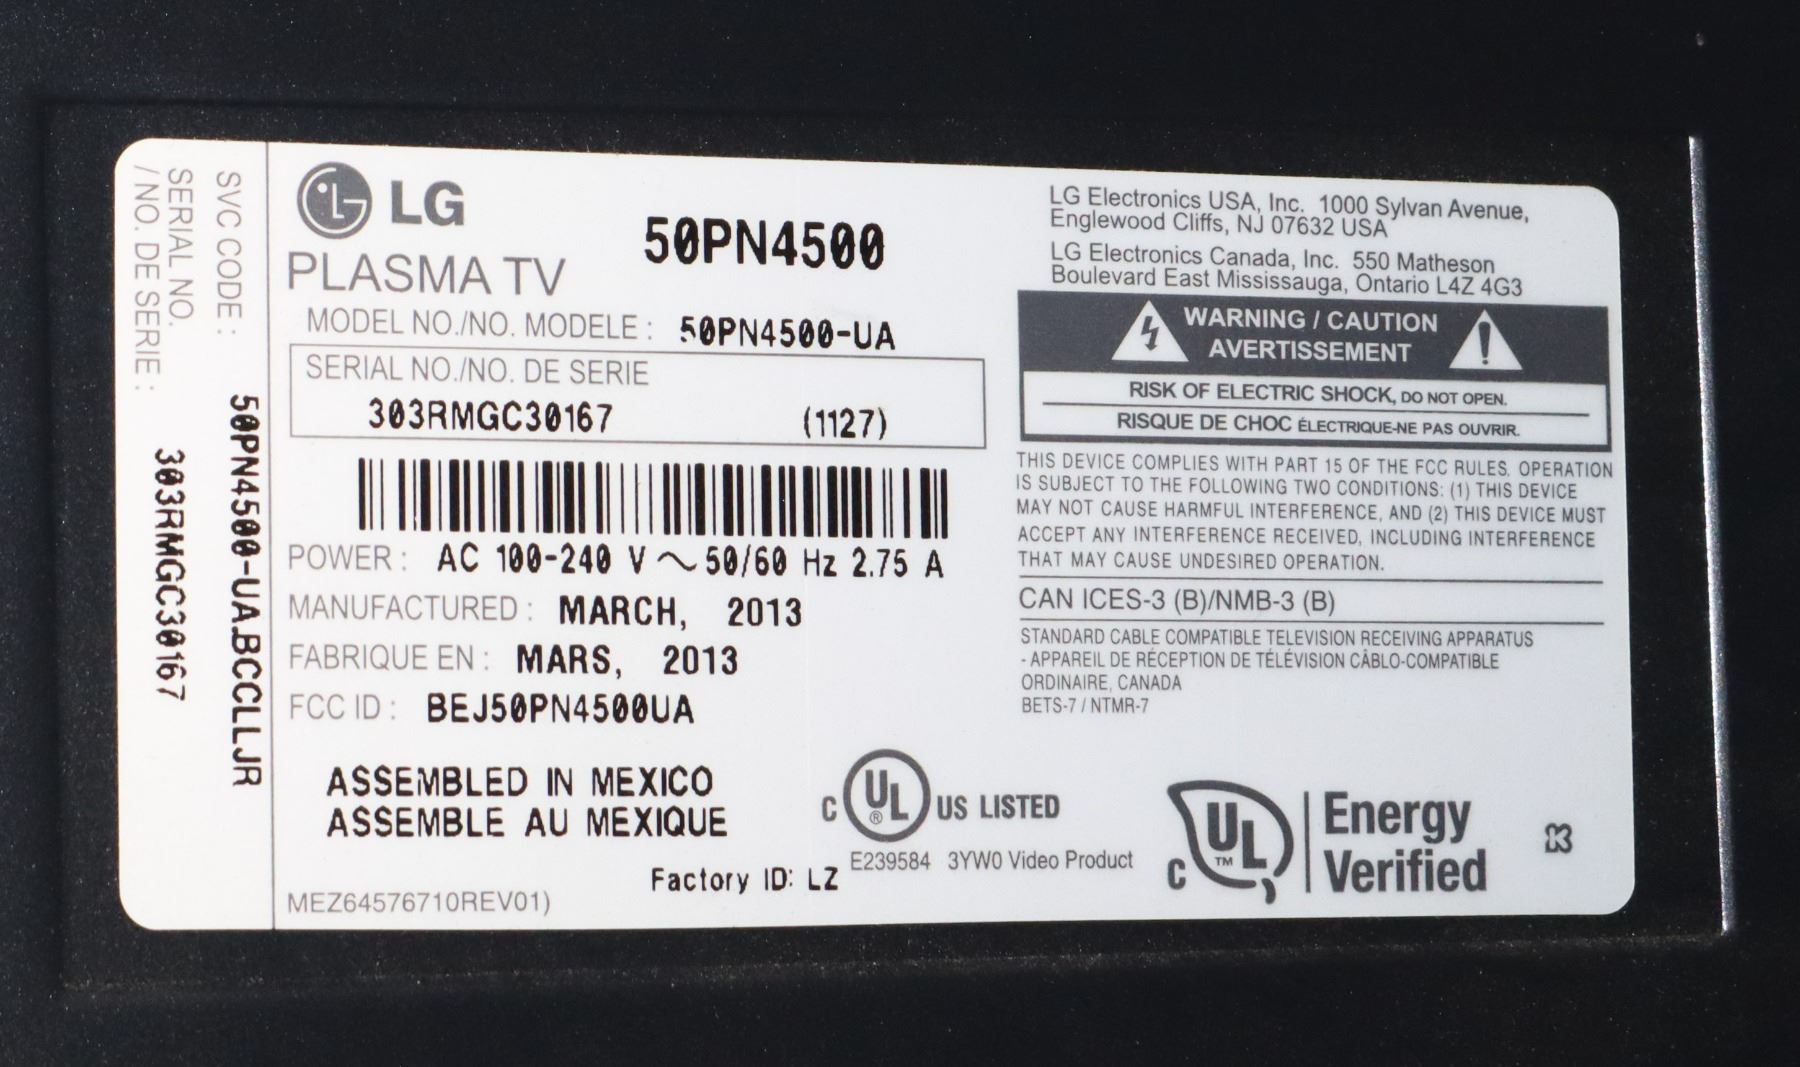 SVC CODE : 50PN4500-UA.BCCLLJR
SERIAL NO. 303RMGC30167
/NO. DE SERIE :
LG
PLASMA TV
50PN4500
MODEL NO./NO. MODELE : 50PN4500-UA
SERIAL NO./NO. DE SERIE
303RMGC30167 (1127)
POWER : AC 100-240 V ~ 50/60 Hz 2.75 A
MANUFACTURED : MARCH, 2013
FABRIQUE EN : MARS, 2013
FCC ID : BEJ50PN4500UA
ASSEMBLED IN MEXICO
ASSEMBLE AU MEXIQUE
Factory ID: LZ
MEZ64576710REV01)
LG Electronics USA, Inc. 1000 Sylvan Avenue,
Englewood Cliffs, NJ 07632 USA
LG Electronics Canada, Inc. 550 Matheson
Boulevard East Mississauga, Ontario L4Z 4G3
WARNING / CAUTION
AVERTISSEMENT
RISK OF ELECTRIC SHOCK, DO NOT OPEN.
RISQUE DE CHOC ÉLECTRIQUE-NE PAS OUVRIR.
THIS DEVICE COMPLIES WITH PART 15 OF THE FCC RULES. OPERATION
IS SUBJECT TO THE FOLLOWING TWO CONDITIONS: (1) THIS DEVICE
MAY NOT CAUSE HARMFUL INTERFERENCE, AND (2) THIS DEVICE MUST
ACCEPT ANY INTERFERENCE RECEIVED, INCLUDING INTERFERENCE
THAT MAY CAUSE UNDESIRED OPERATION.
CAN ICES-3 (B)/NMB-3 (B)
STANDARD CABLE COMPATIBLE TELEVISION RECEIVING APPARATUS
- APPAREIL DE RÉCEPTION DE TÉLÉVISION CÂBLO-COMPATIBLE
ORDINAIRE, CANADA
BETS-7 / NTMR-7
C UL ® US LISTED
E239584 3YW0 Video Product
C UL ™ Energy
Verified